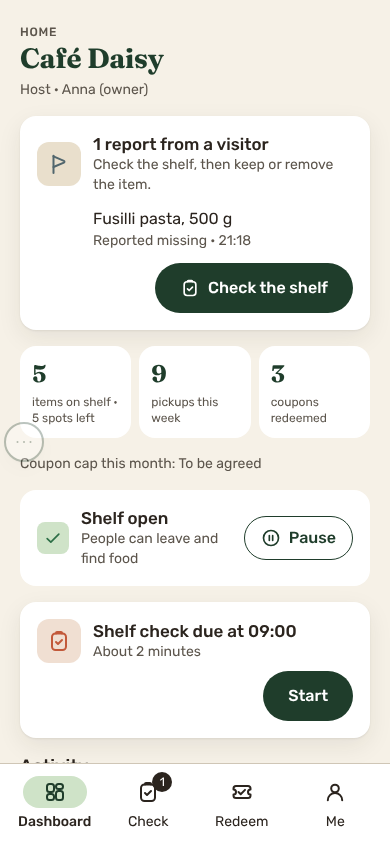 HOME
Café Daisy
Host • Anna (owner)
1 report from a visitor
Check the shelf, then keep or remove
the item.
Fusilli pasta, 500 g
Reported missing • 21:18
Check the shelf
5
items on shelf •
5 spots left
9
pickups this
week
3
coupons
redeemed
Coupon cap this month: To be agreed
Shelf open
People can leave and
find food
Pause
Shelf check due at 09:00
About 2 minutes
Start
Activity
1
Dashboard
Check
Redeem
Me